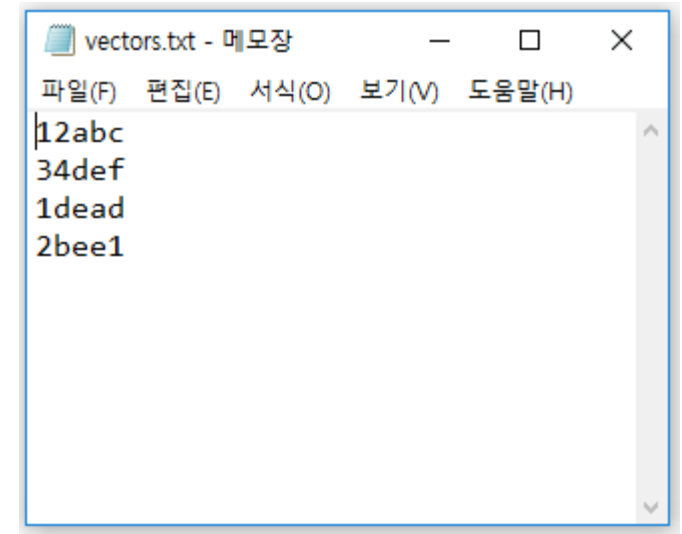 vectors.txt - 메모장
파일(F) 편집(E) 서식(O) 보기(V) 도움말(H)
12abc
34def
1dead
2bee1